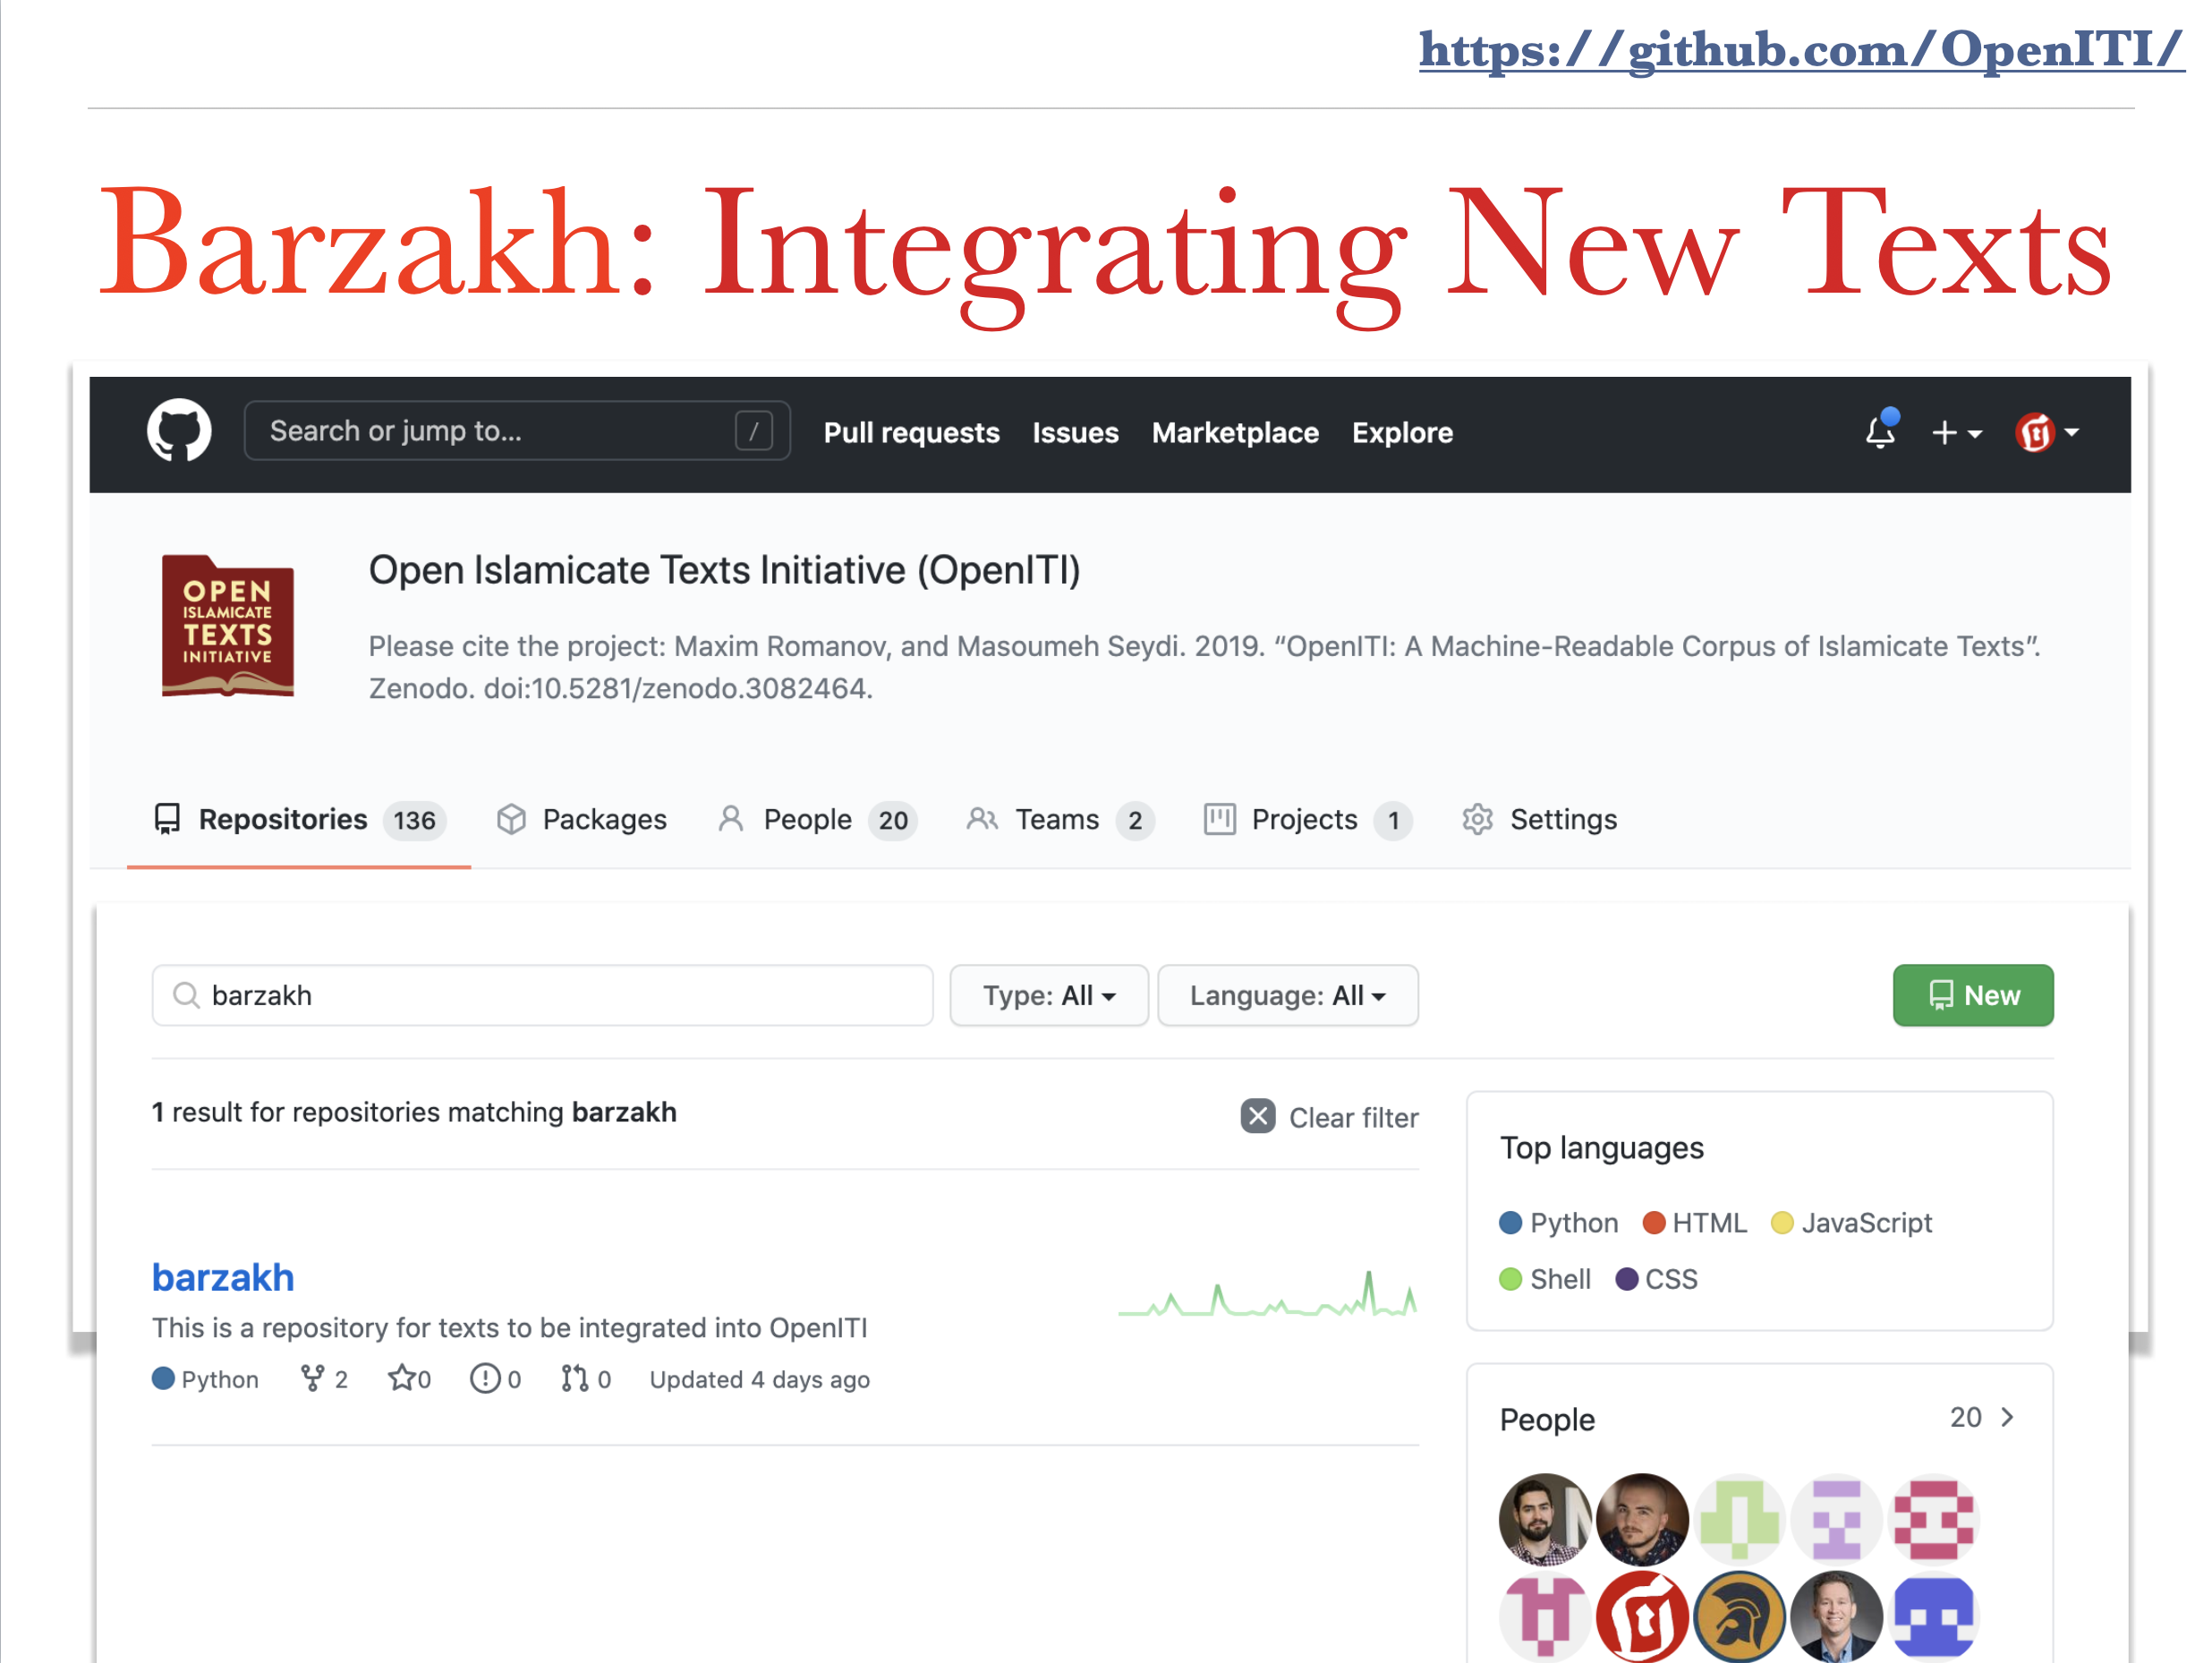 https://github.com/OpenITI/
Barzakh: Integrating New Texts
Search or jump to... /
Pull requests Issues Marketplace Explore
OPEN
ISLAMICATE
TEXTS
INITIATIVE
Open Islamicate Texts Initiative (OpenITI)
Please cite the project: Maxim Romanov, and Masoumeh Seydi. 2019. “OpenITI: A Machine-Readable Corpus of Islamicate Texts”.
Zenodo. doi:10.5281/zenodo.3082464.
Repositories 136 Packages People 20 Teams 2 Projects 1 Settings
barzakh Type: All Language: All New
1 result for repositories matching barzakh Clear filter
barzakh
This is a repository for texts to be integrated into OpenITI
Python 2 0 0 0 Updated 4 days ago
Top languages
Python HTML JavaScript
Shell CSS
People 20